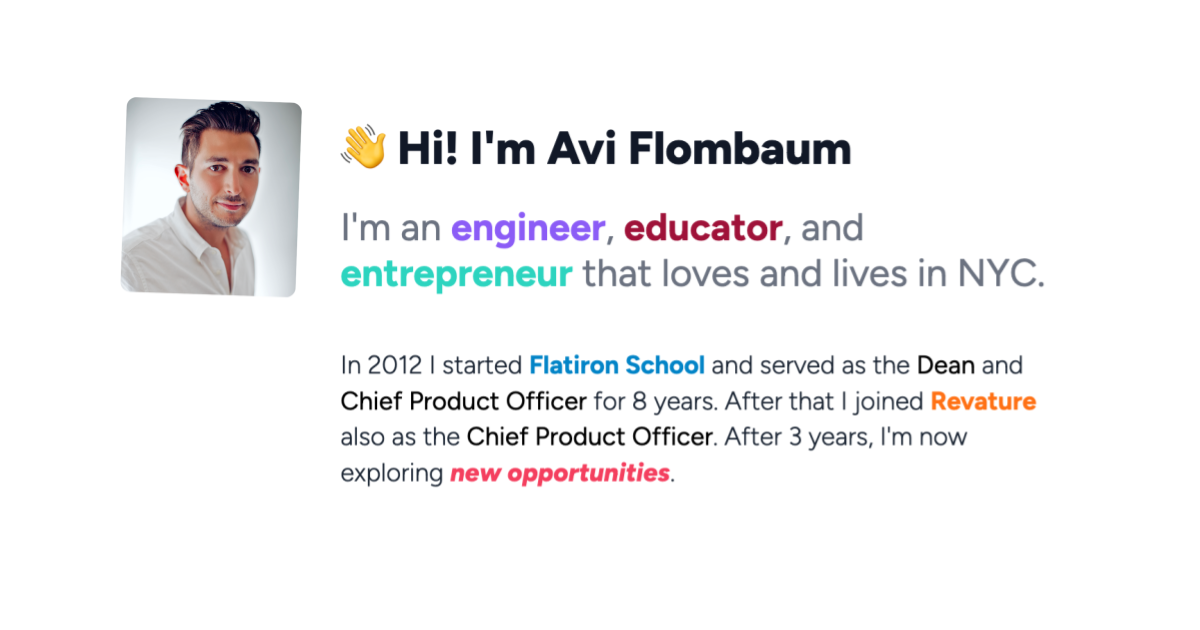 👋 Hi! I'm Avi Flombaum
I'm an engineer, educator, and
entrepreneur that loves and lives in NYC.
In 2012 I started Flatiron School and served as the Dean and
Chief Product Officer for 8 years. After that I joined Revature
also as the Chief Product Officer. After 3 years, I'm now
exploring new opportunities.